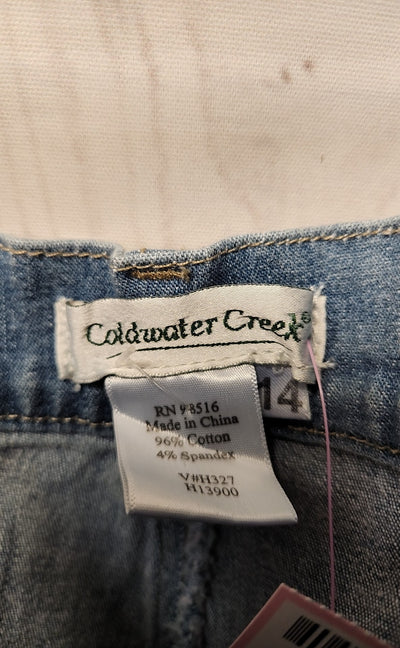 Coldwater Creek®
14
RN 98516
Made in China
96% Cotton
4% Spandex
V#H327
H13900